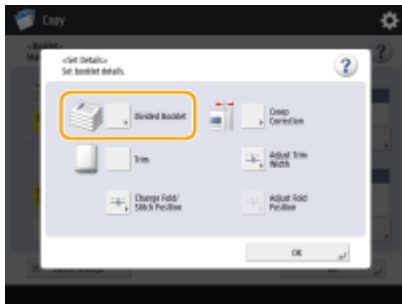 Copy
<Set Details>
Set booklet details.
Divided Booklet
Creep
Correction
Trim
Adjust Trim
Width
Change Fold/
Stitch Position
Adjust Fold
Position
OK